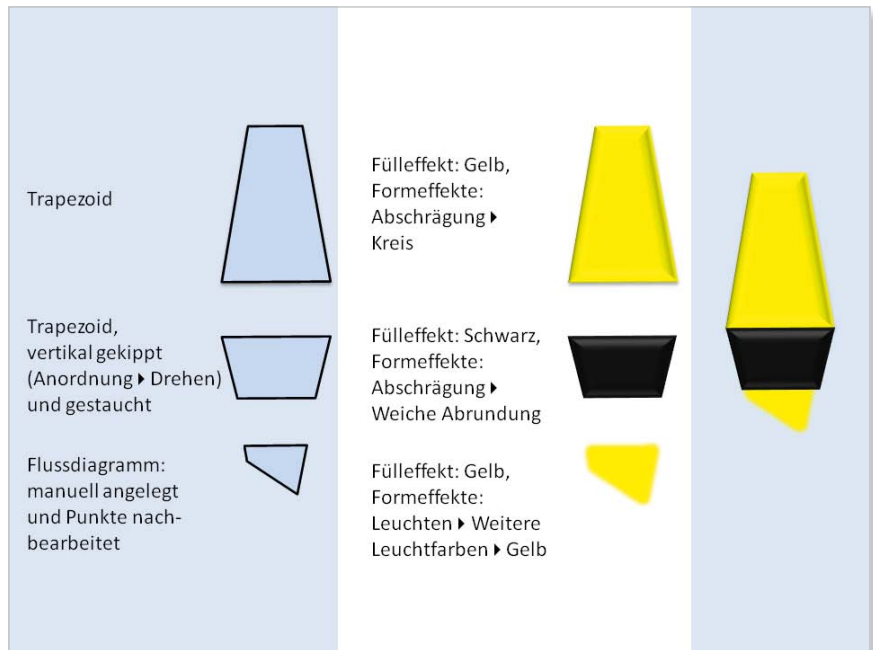 Trapezoid
Fülleffekt: Gelb,
Formeffekte:
Abschrägung ▸
Kreis
Trapezoid,
vertikal gekippt
(Anordnung ▸ Drehen)
und gestaucht
Fülleffekt: Schwarz,
Formeffekte:
Abschrägung ▸
Weiche Abrundung
Flussdiagramm:
manuell angelegt
und Punkte nach-
bearbeitet
Fülleffekt: Gelb,
Formeffekte:
Leuchten ▸ Weitere
Leuchtfarben ▸ Gelb